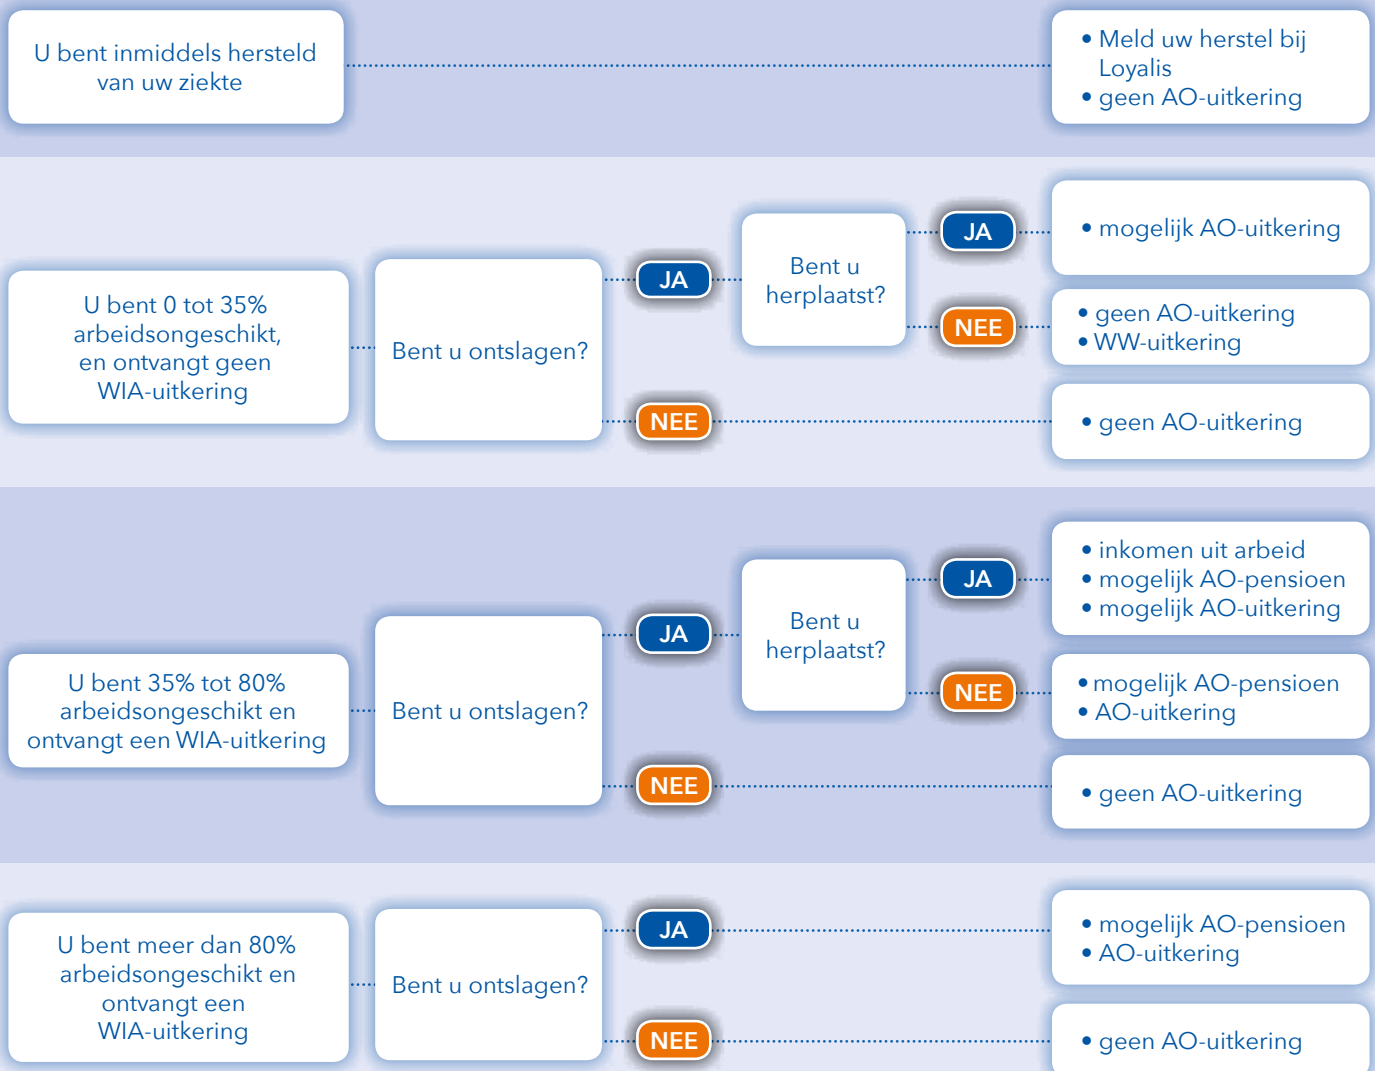 U bent inmiddels hersteld
van uw ziekte
• Meld uw herstel bij
Loyalis
• geen AO-uitkering
U bent 0 tot 35%
arbeidsongeschikt,
en ontvangt geen
WIA-uitkering
Bent u ontslagen?
JA
Bent u
herplaatst?
JA
• mogelijk AO-uitkering
NEE
• geen AO-uitkering
• WW-uitkering
NEE
• geen AO-uitkering
U bent 35% tot 80%
arbeidsongeschikt en
ontvangt een WIA-uitkering
Bent u ontslagen?
JA
Bent u
herplaatst?
JA
• inkomen uit arbeid
• mogelijk AO-pensioen
• mogelijk AO-uitkering
NEE
• mogelijk AO-pensioen
• AO-uitkering
NEE
• geen AO-uitkering
U bent meer dan 80%
arbeidsongeschikt en
ontvangt een
WIA-uitkering
Bent u ontslagen?
JA
• mogelijk AO-pensioen
• AO-uitkering
NEE
• geen AO-uitkering